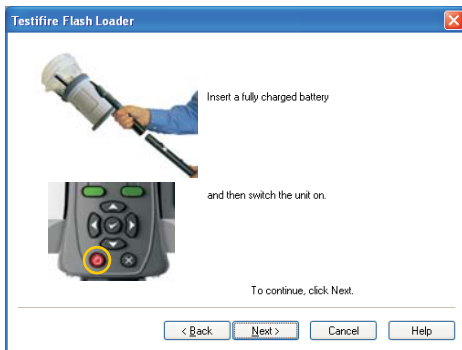 Testifire Flash Loader
Insert a fully charged battery
and then switch the unit on.
To continue, click Next.
< Back
Next >
Cancel
Help